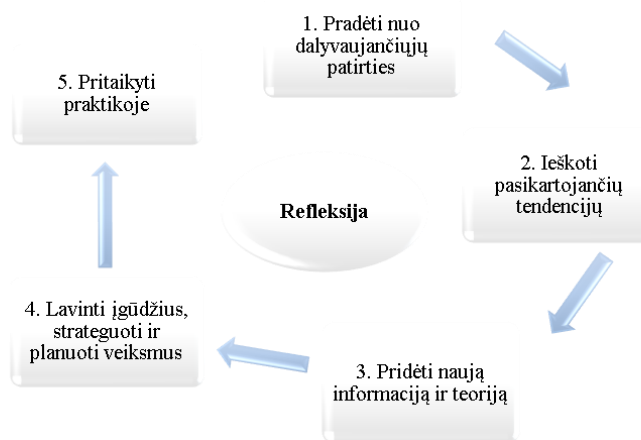 1. Pradėti nuo
dalyvaujančiųjų
patirties
2. Ieškoti
pasikartojančių
tendencijų
3. Pridėti naują
informaciją ir teoriją
4. Lavinti įgūdžius,
strateguoti ir
planuoti veiksmus
5. Pritaikyti
praktikoje
Refleksija